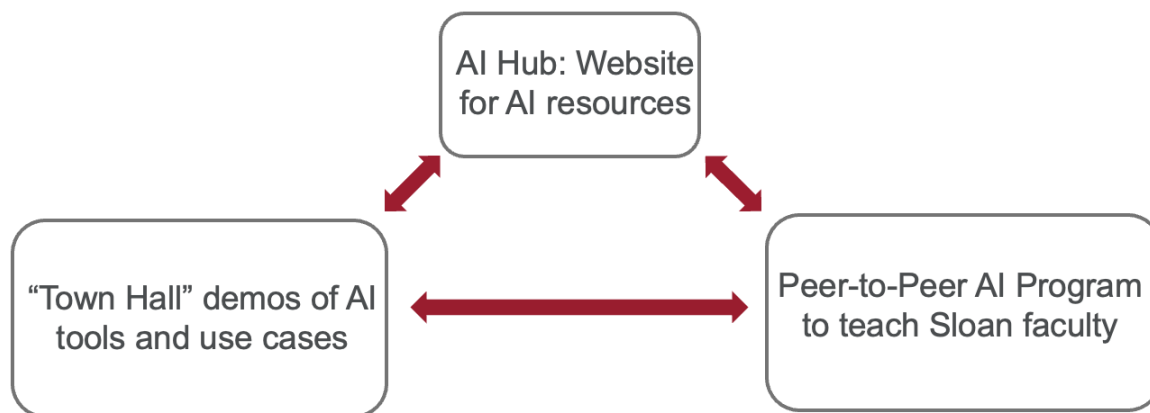 AI Hub: Website
for AI resources
“Town Hall” demos of AI
tools and use cases
Peer-to-Peer AI Program
to teach Sloan faculty